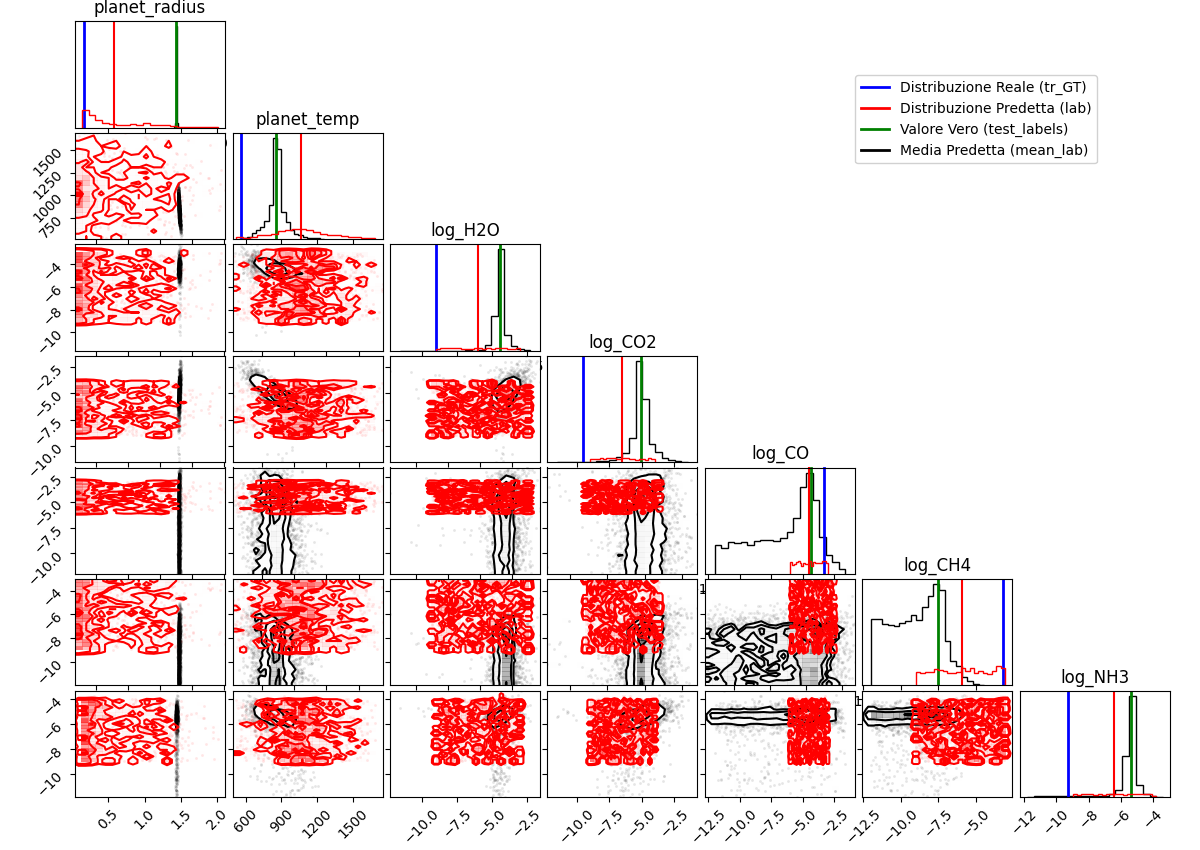 planet_radius
planet_temp
log_H2O
log_CO2
log_CO
log_CH4
log_NH3
Distribuzione Reale (tr_GT)
Distribuzione Predetta (lab)
Valore Vero (test_labels)
Media Predetta (mean_lab)
1500
1250
1000
750
−4
−6
−8
−10
−2.5
−5.0
−7.5
−10.0
−2.5
−5.0
−7.5
−10.0
−4
−6
−8
−10
−4
−6
−8
−10
0.5 1.0 1.5 2.0
600 900 1200 1500
−10.0 −7.5 −5.0 −2.5
−10.0 −7.5 −5.0 −2.5
−12.5 −10.0 −7.5 −5.0 −2.5
−12.5 −10.0 −7.5 −5.0
−12 −10 −8 −6 −4